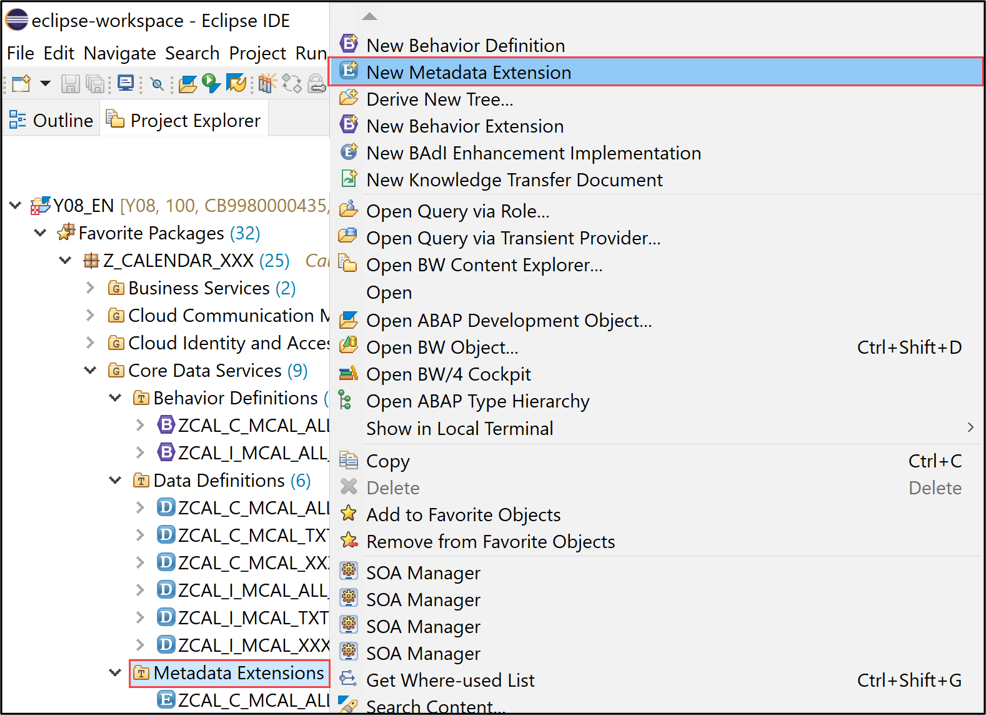 eclipse-workspace - Eclipse IDE
File Edit Navigate Search Project Run
Outline Project Explorer
Y08_EN [Y08, 100, CB9980000435,
Favorite Packages (32)
Z_CALENDAR_XXX (25) Cal
Business Services (2)
Cloud Communication M
Cloud Identity and Acces
Core Data Services (9)
Behavior Definitions (
ZCAL_C_MCAL_ALL
ZCAL_I_MCAL_ALL_
Data Definitions (6)
ZCAL_C_MCAL_ALL
ZCAL_C_MCAL_TXT
ZCAL_C_MCAL_XXX
ZCAL_I_MCAL_ALL_
ZCAL_I_MCAL_TXT
ZCAL_I_MCAL_XXX
Metadata Extensions
ZCAL_C_MCAL_ALL
New Behavior Definition
New Metadata Extension
Derive New Tree...
New Behavior Extension
New BAdI Enhancement Implementation
New Knowledge Transfer Document
Open Query via Role...
Open Query via Transient Provider...
Open BW Content Explorer...
Open
Open ABAP Development Object...
Open BW Object... Ctrl+Shift+D
Open BW/4 Cockpit
Open ABAP Type Hierarchy
Show in Local Terminal
Copy Ctrl+C
Delete Delete
Add to Favorite Objects
Remove from Favorite Objects
SOA Manager
SOA Manager
SOA Manager
SOA Manager
Get Where-used List Ctrl+Shift+G
Search Content...